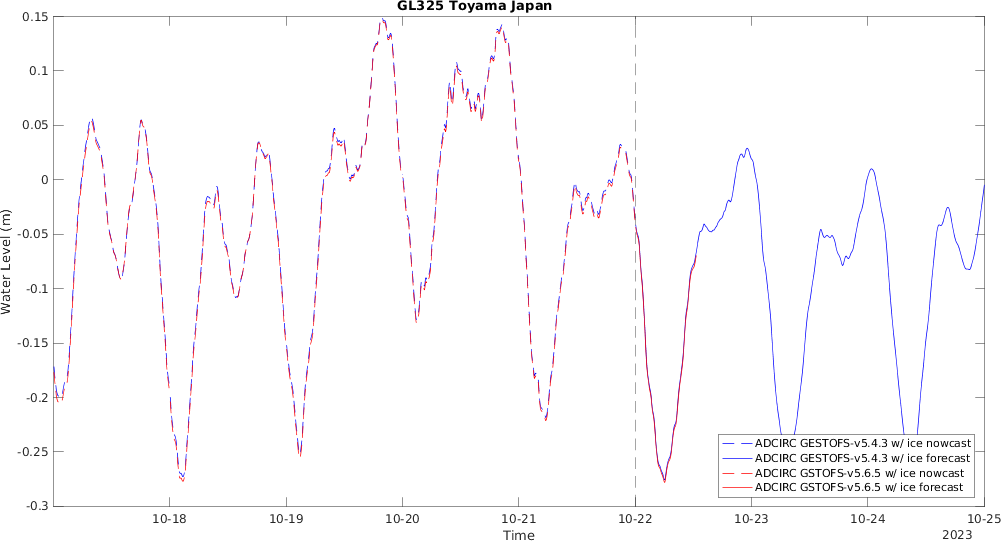 GL325 Toyama Japan
0.15
0.1
0.05
0
-0.05
-0.1
-0.15
-0.2
-0.25
-0.3
Water Level (m)
ADCIRC GESTOFS-v5.4.3 w/ ice nowcast
ADCIRC GESTOFS-v5.4.3 w/ ice forecast
ADCIRC GSTOFS-v5.6.5 w/ ice nowcast
ADCIRC GSTOFS-v5.6.5 w/ ice forecast
10-18 10-19 10-20 10-21 10-22 10-23 10-24 10-25
Time
2023